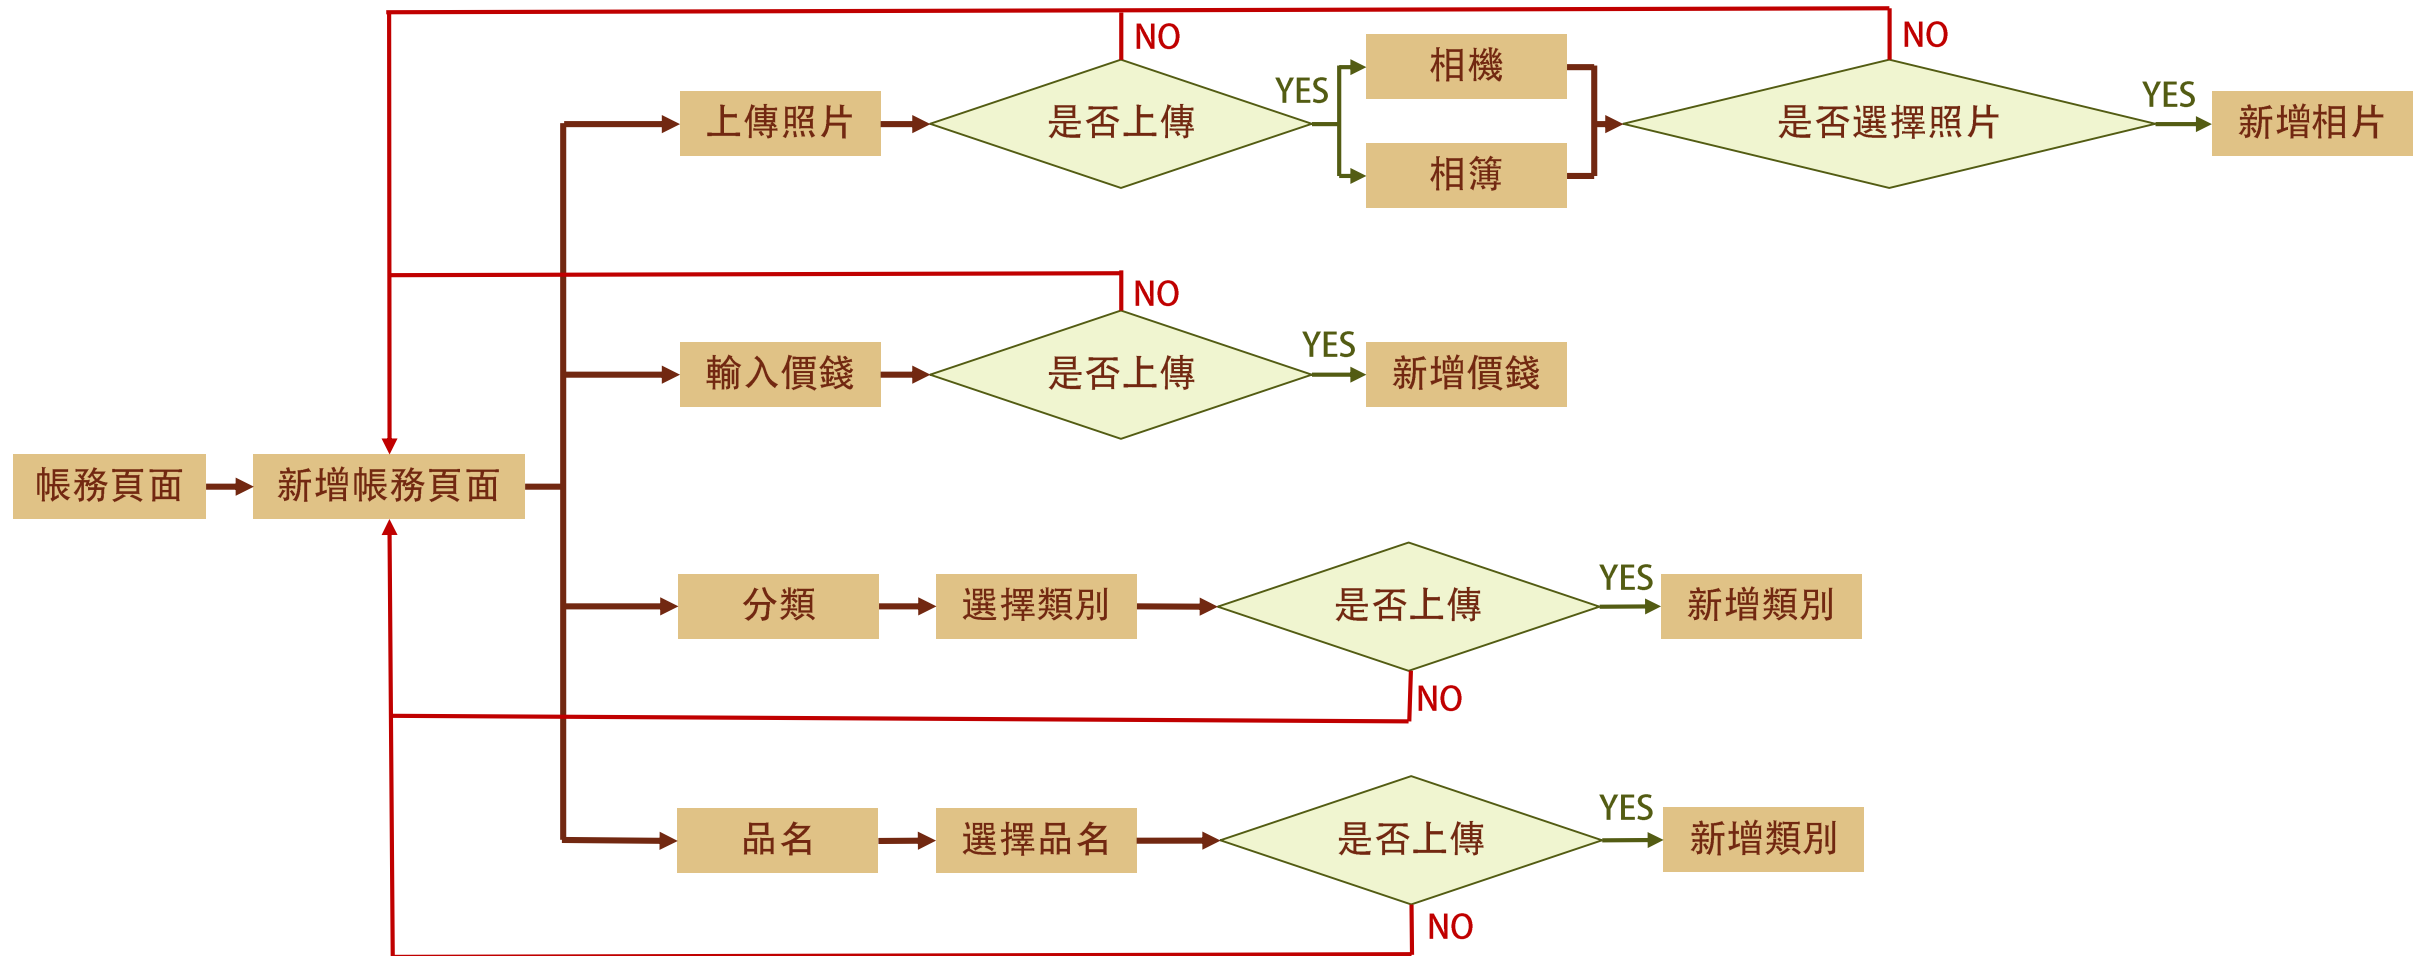 NO
NO
相機
YES
YES
上傳照片
是否上傳
是否選擇照片
新增相片
相簿
NO
YES
輸入價錢
是否上傳
新增價錢
帳務頁面
新增帳務頁面
YES
分類
選擇類別
是否上傳
新增類別
NO
YES
品名
選擇品名
是否上傳
新增類別
NO